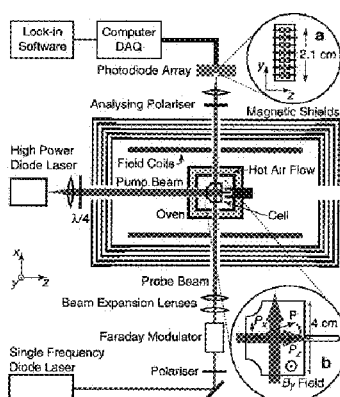 Lock-in
Software
Computer
DAQ
Photodiode Array
a
2.1 cm
y
z
Analysing Polariser
Magnetic Shields
High Power
Diode Laser
Field Coils
Hot Air Flow
Pump Beam
λ/4
Oven
Cell
x
y
z
Probe Beam
Beam Expansion Lenses
Faraday Modulator
Single Frequency
Diode Laser
Polariser
Px
P
Pz
4 cm
b
By Field